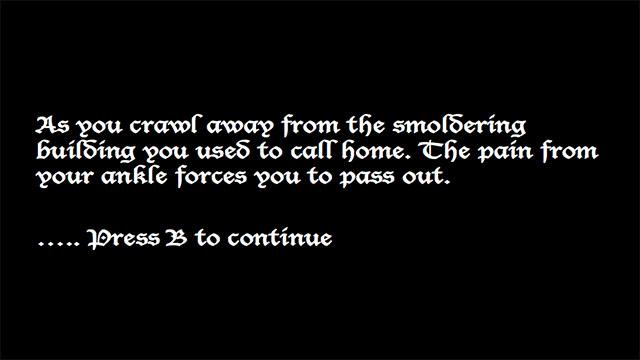 As you crawl away from the smoldering
building you used to call home. The pain from
your ankle forces you to pass out.
..... Press B to continue